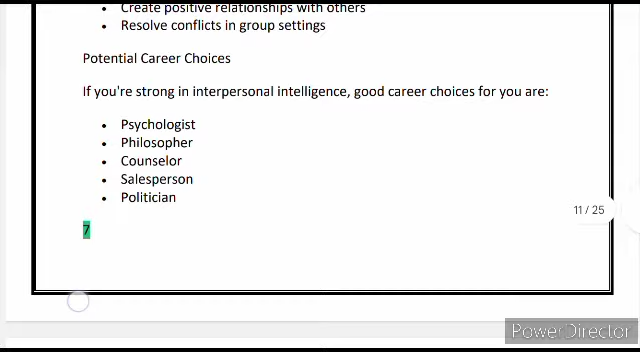 • Create positive relationships with others
• Resolve conflicts in group settings
Potential Career Choices
If you're strong in interpersonal intelligence, good career choices for you are:
• Psychologist
• Philosopher
• Counselor
• Salesperson
• Politician
11 / 25
7
PowerDirector